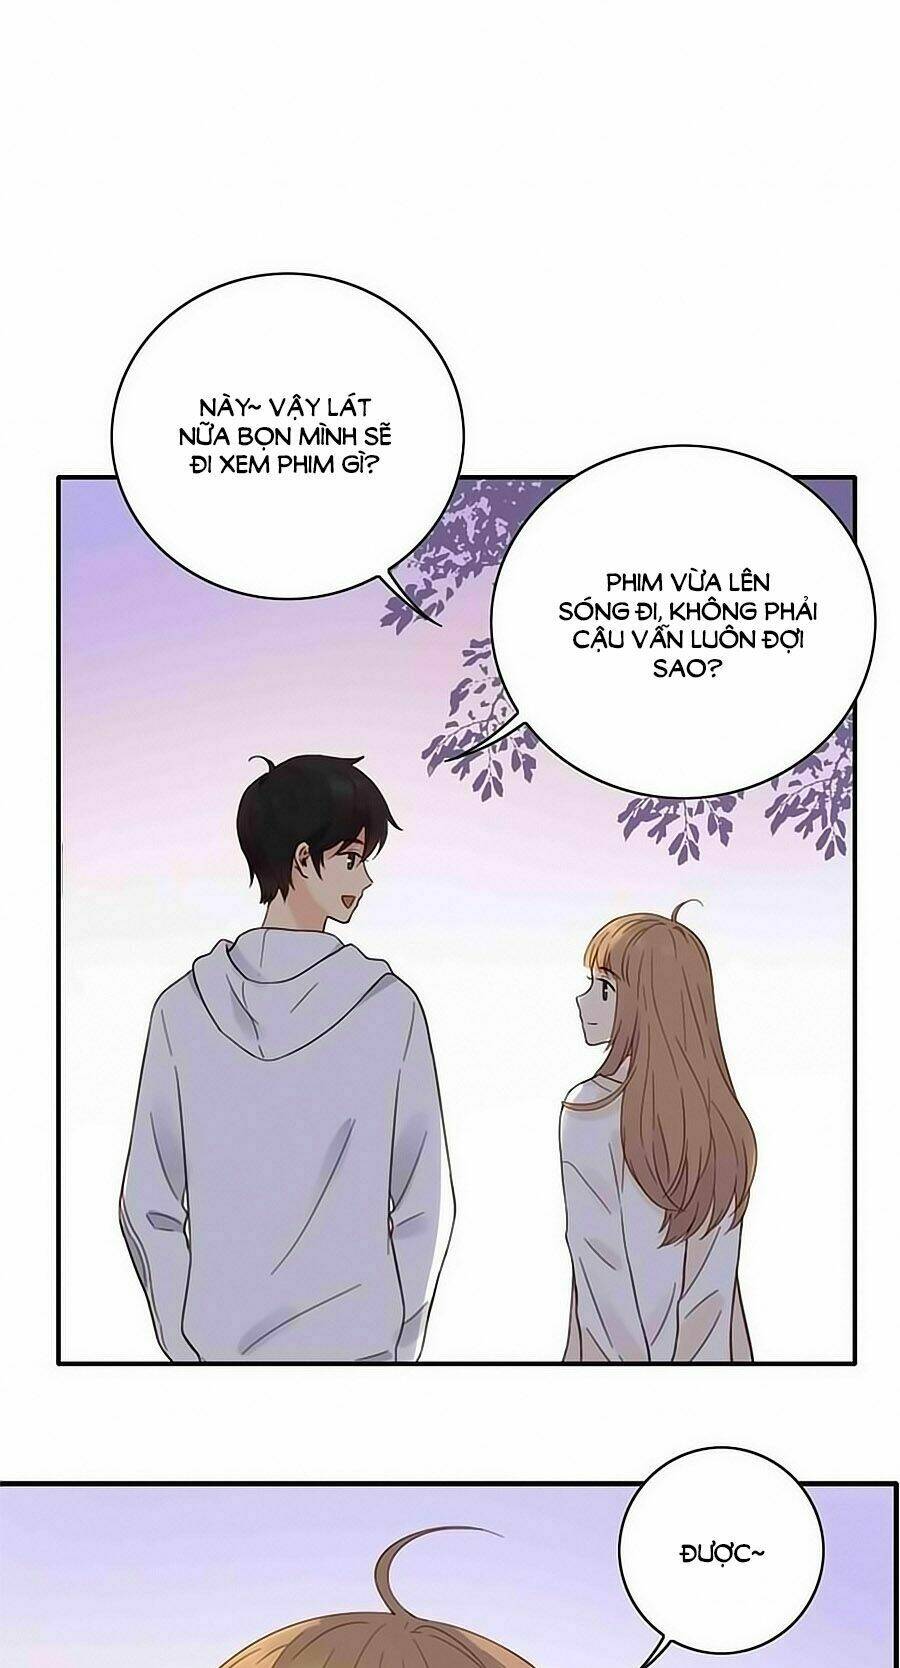 NÀY~ VẬY LÁT
NỮA BỌN MÌNH SẼ
ĐI XEM PHIM GÌ?
PHIM VỪA LÊN
SÓNG ĐI, KHÔNG PHẢI
CẬU VẪN LUÔN ĐỢI
SAO?
ĐƯỢC~